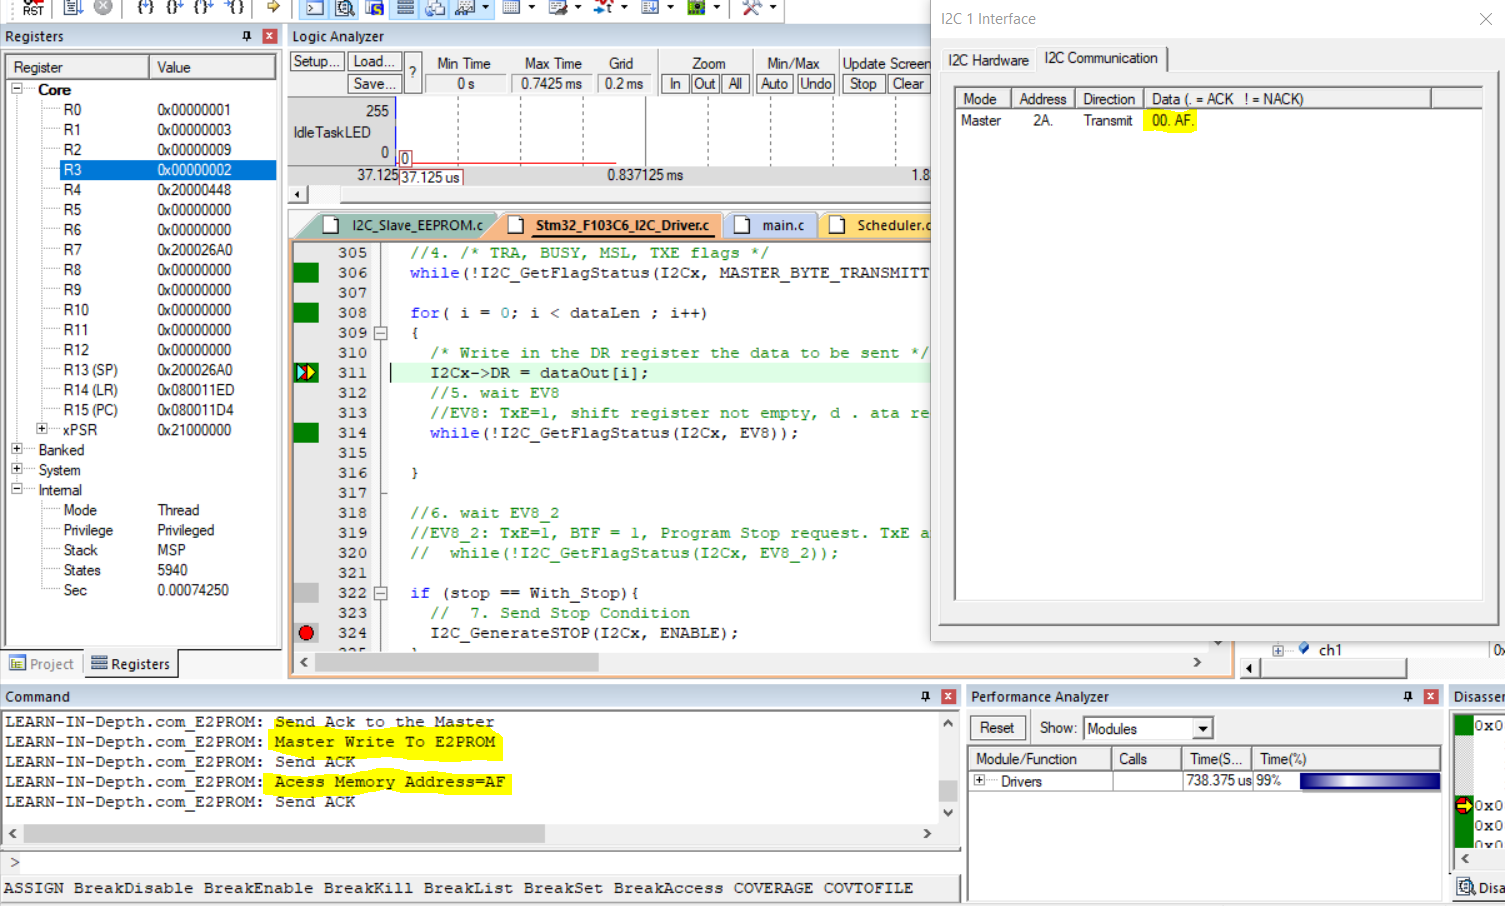 RST
Registers
Register Value
Core
R0 0x00000001
R1 0x00000003
R2 0x00000009
R3 0x00000002
R4 0x20000448
R5 0x00000000
R6 0x00000000
R7 0x200026A0
R8 0x00000000
R9 0x00000000
R10 0x00000000
R11 0x00000000
R12 0x00000000
R13 (SP) 0x200026A0
R14 (LR) 0x080011ED
R15 (PC) 0x080011D4
xPSR 0x21000000
Banked
System
Internal
Mode Thread
Privilege Privileged
Stack MSP
States 5940
Sec 0.00074250
Project Registers
Logic Analyzer
Setup... Load... ? Min Time Max Time Grid Zoom Min/Max Update Screen
Save... 0 s 0.7425 ms 0.2 ms In Out All Auto Undo Stop Clear
255
IdleTaskLED
0 0
37.125 37.125 us 0.837125 ms 1.8
I2C_Slave_EEPROM.c Stm32_F103C6_I2C_Driver.c main.c Scheduler.c
305 //4. /* TRA, BUSY, MSL, TXE flags */
306 while(!I2C_GetFlagStatus(I2Cx, MASTER_BYTE_TRANSMITT
307
308 for( i = 0; i < dataLen ; i++)
309 {
310 /* Write in the DR register the data to be sent */
311 I2Cx->DR = dataOut[i];
312 //5. wait EV8
313 //EV8: TxE=1, shift register not empty, d . ata re
314 while(!I2C_GetFlagStatus(I2Cx, EV8));
315
316 }
317
318 //6. wait EV8_2
319 //EV8_2: TxE=1, BTF = 1, Program Stop request. TxE a
320 // while(!I2C_GetFlagStatus(I2Cx, EV8_2));
321
322 if (stop == With_Stop){
323 // 7. Send Stop Condition
324 I2C_GenerateSTOP(I2Cx, ENABLE);
I2C 1 Interface
I2C Hardware I2C Communication
Mode Address Direction Data (. = ACK ! = NACK)
Master 2A. Transmit 00. AF.
ch1 0x
Command
LEARN-IN-Depth.com_E2PROM: Send Ack to the Master
LEARN-IN-Depth.com_E2PROM: Master Write To E2PROM
LEARN-IN-Depth.com_E2PROM: Send ACK
LEARN-IN-Depth.com_E2PROM: Acess Memory Address=AF
LEARN-IN-Depth.com_E2PROM: Send ACK
>
ASSIGN BreakDisable BreakEnable BreakKill BreakList BreakSet BreakAccess COVERAGE COVTOFILE
Performance Analyzer
Reset Show: Modules
Module/Function Calls Time(S... Time(%)
Drivers 738.375 us 99%
Disasser
0x0
0x0
0x0
Disa